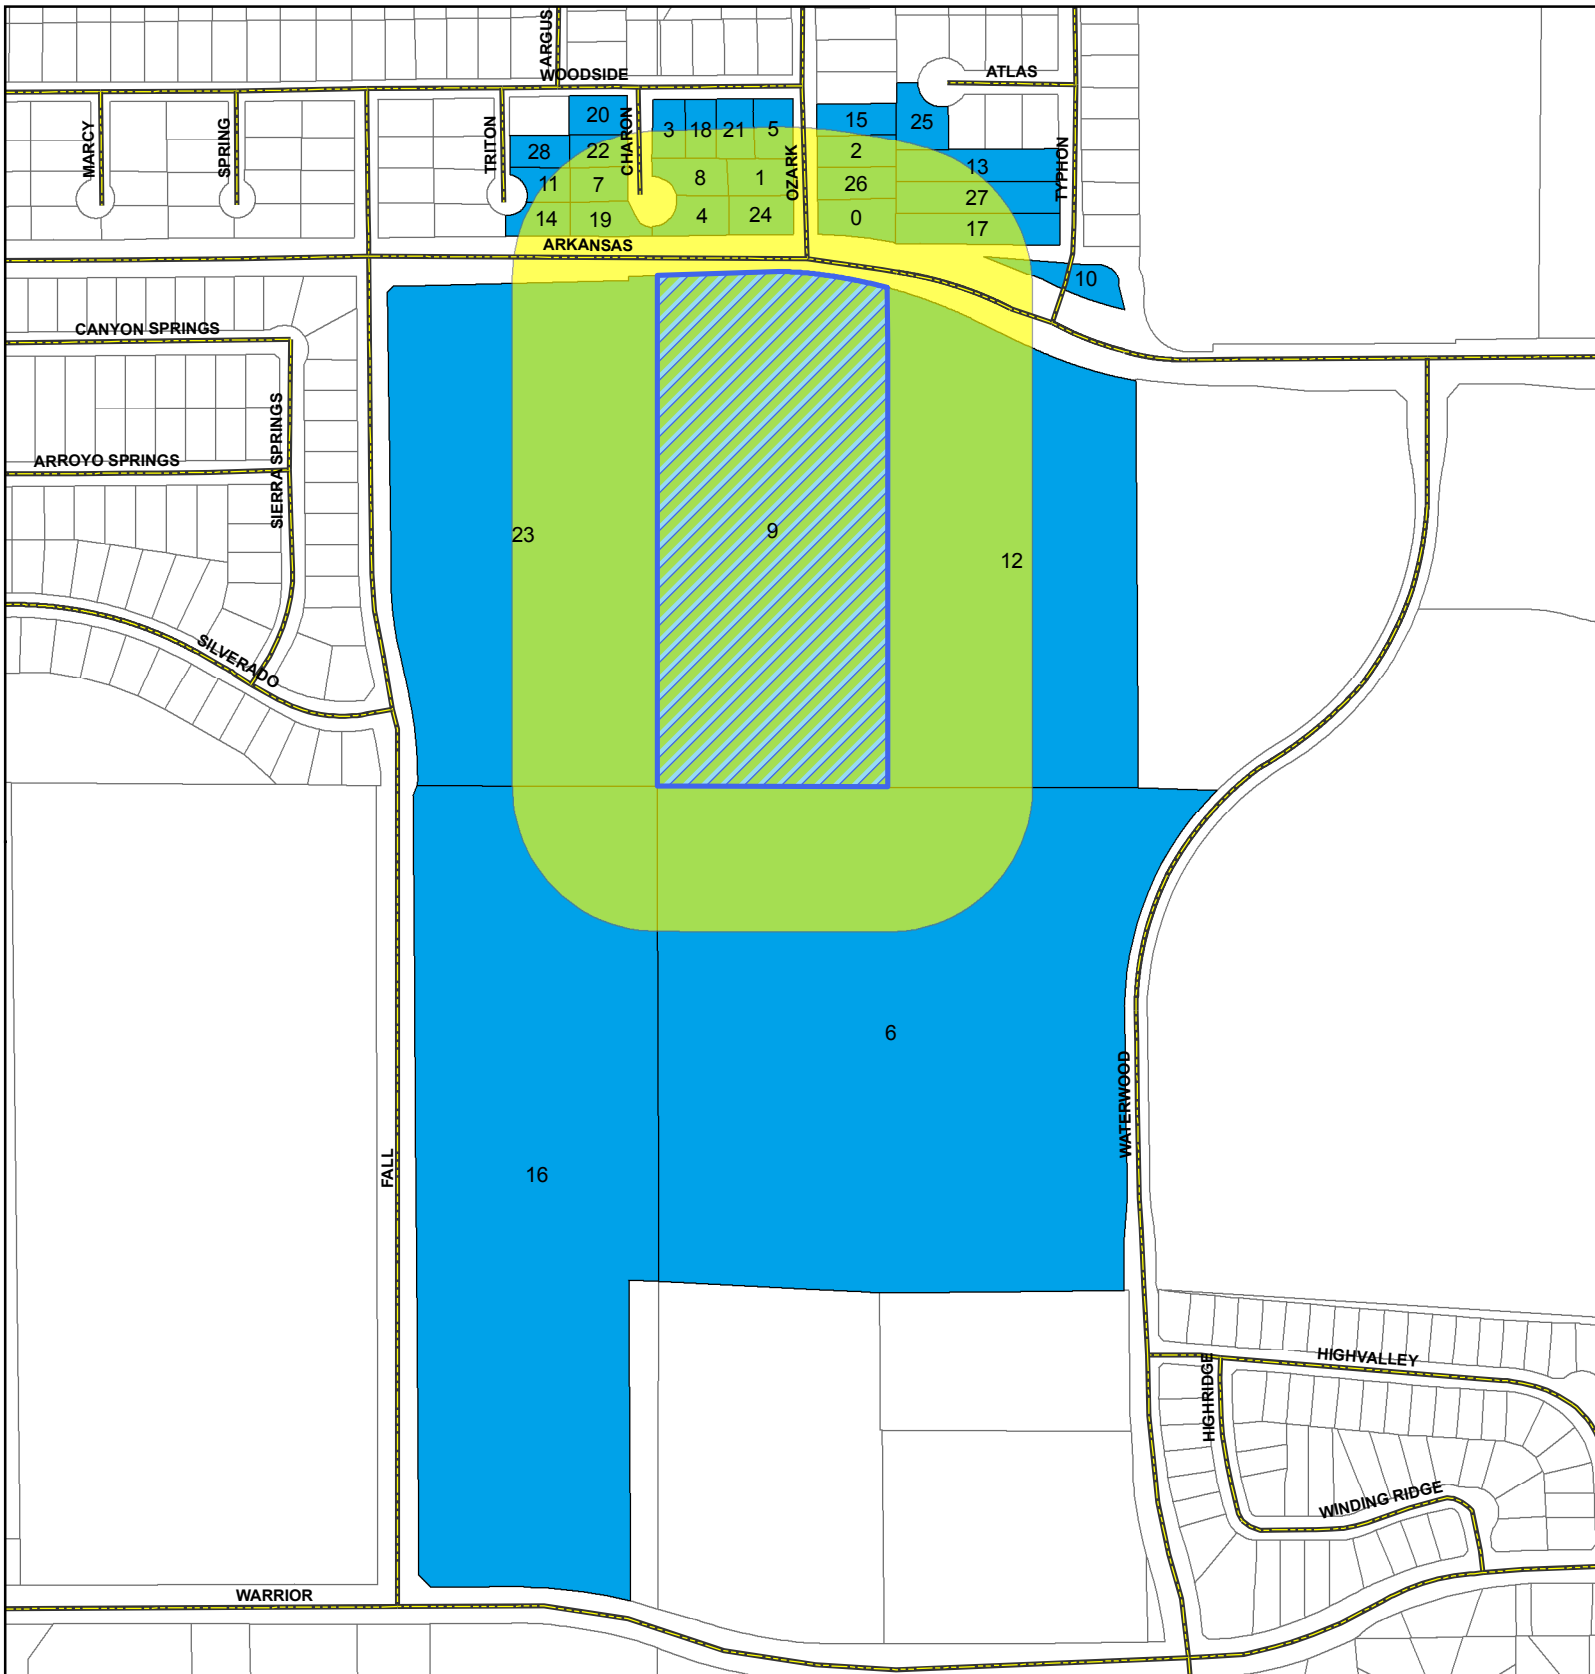 ARGUS
WOODSIDE
ATLAS
MARCY
SPRING
TRITON
CHARON
OZARK
TYPHON
20
3
18
21
5
15
25
28
22
2
13
11
7
8
1
26
27
14
19
4
24
0
17
ARKANSAS
10
CANYON SPRINGS
SIERRA SPRINGS
ARROYO SPRINGS
23
9
12
SILVERADO
6
WATERWOOD
16
FALL
HIGHVALLEY
HIGHRIDGE
WINDING RIDGE
WARRIOR